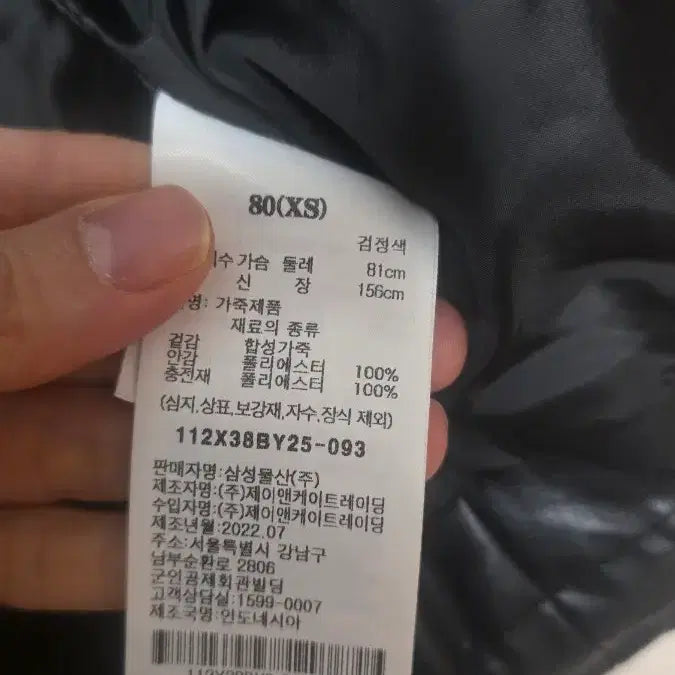 80(XS)
검정색
가슴 둘레 81cm
신 장 156cm
가죽제품
재료의 종류
겉감 합성가죽
안감 폴리에스터 100%
충전재 폴리에스터 100%
(심지,상표,보강재,자수,장식 제외)
112X38BY25-093
판매자명:삼성물산(주)
제조자명:(주)제이앤케이트레이딩
수입자명:(주)제이앤케이트레이딩
제조년월:2022.07
주소:서울특별시 강남구
남부순환로 2806
군인공제회관빌딩
고객상담실:1599-0007
제조국명:인도네시아